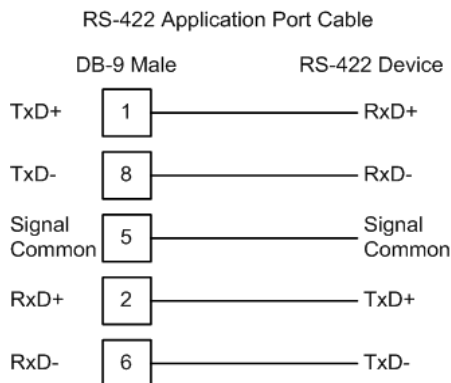 RS-422 Application Port Cable
DB-9 Male RS-422 Device
TxD+ 1 RxD+
TxD- 8 RxD-
Signal Common 5 Signal Common
RxD+ 2 TxD+
RxD- 6 TxD-